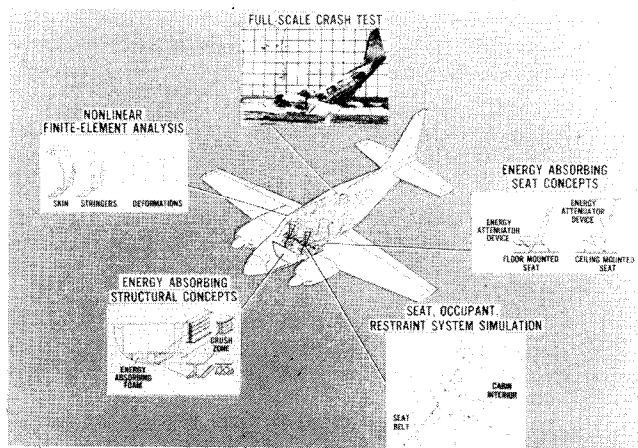 FULL-SCALE CRASH TEST
NONLINEAR
FINITE-ELEMENT ANALYSIS
SKIN STRINGERS DEFORMATIONS
ENERGY ABSORBING
SEAT CONCEPTS
ENERGY
ATTENUATOR
DEVICE
ENERGY
ATTENUATOR
DEVICE
FLOOR MOUNTED
SEAT
CEILING MOUNTED
SEAT
ENERGY ABSORBING
STRUCTURAL CONCEPTS
CRUSH
ZONE
ENERGY
ABSORBING
FOAM
SEAT, OCCUPANT,
RESTRAINT SYSTEM SIMULATION
CABIN
INTERIOR
SEAT
BELT